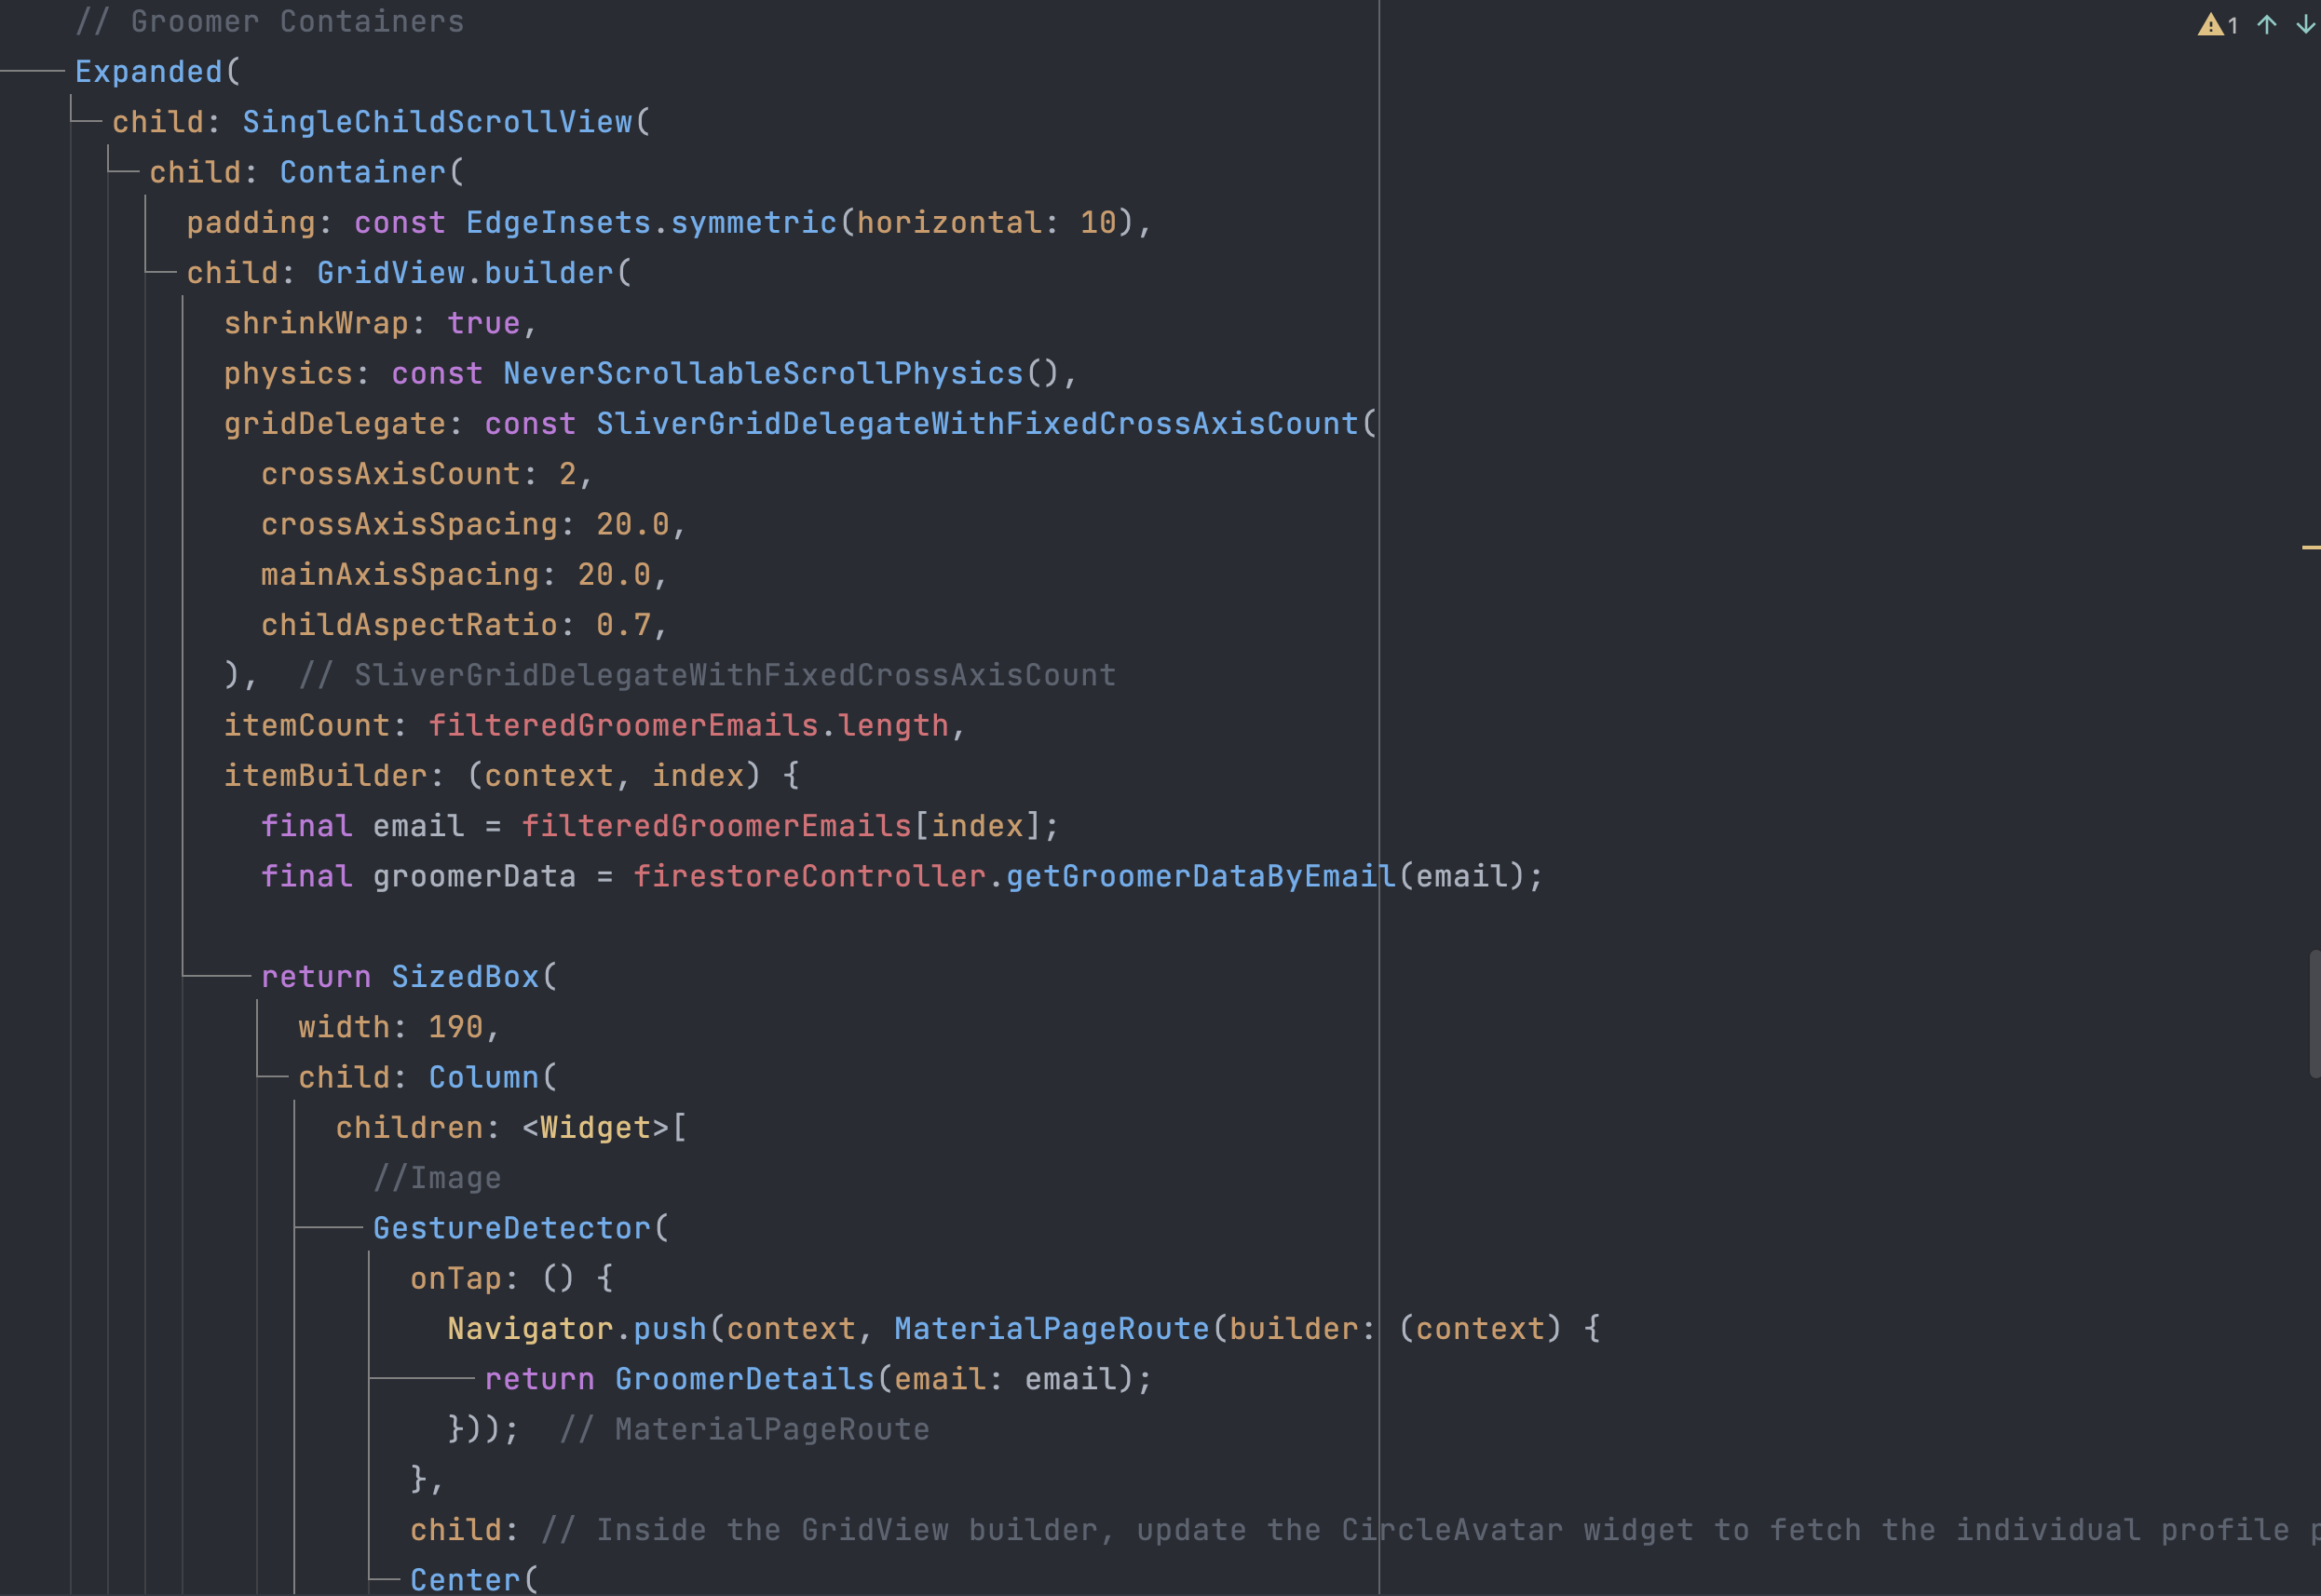 // Groomer Containers
1
Expanded(
child: SingleChildScrollView(
child: Container(
padding: const EdgeInsets.symmetric(horizontal: 10),
child: GridView.builder(
shrinkWrap: true,
physics: const NeverScrollableScrollPhysics(),
gridDelegate: const SliverGridDelegateWithFixedCrossAxisCount(
crossAxisCount: 2,
crossAxisSpacing: 20.0,
mainAxisSpacing: 20.0,
childAspectRatio: 0.7,
), // SliverGridDelegateWithFixedCrossAxisCount
itemCount: filteredGroomerEmails.length,
itemBuilder: (context, index) {
final email = filteredGroomerEmails[index];
final groomerData = firestoreController.getGroomerDataByEmail(email);
return SizedBox(
width: 190,
child: Column(
children: <Widget>[
//Image
GestureDetector(
onTap: () {
Navigator.push(context, MaterialPageRoute(builder: (context) {
return GroomerDetails(email: email);
})); // MaterialPageRoute
},
child: // Inside the GridView builder, update the CircleAvatar widget to fetch the individual profile
Center(